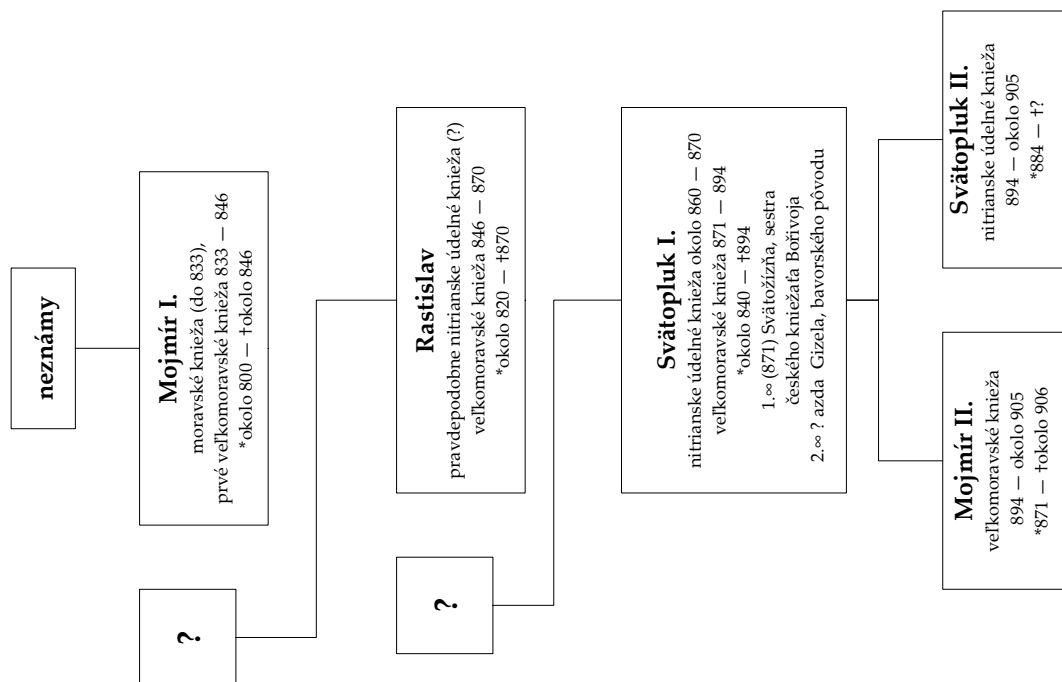 neznámy
Mojmír I.
moravské knieža (do 833),
prvé veľkomoravské knieža 833 — 846
*okolo 800 — †okolo 846
?
Rastislav
pravdepodobne nitrianske údelné knieža (?)
veľkomoravské knieža 846 — 870
*okolo 820 — †870
?
Svätopluk I.
nitrianske údelné knieža okolo 860 — 870
veľkomoravské knieža 871 — 894
*okolo 840 — †894
1.∞ (871) Svätožízňa, sestra
českého kniežaťa Bořivoja
2.∞ ? azda Gizela, bavorského pôvodu
Mojmír II.
veľkomoravské knieža
894 — okolo 905
*871 — †okolo 906
Svätopluk II.
nitrianske údelné knieža
894 — okolo 905
*884 — †?